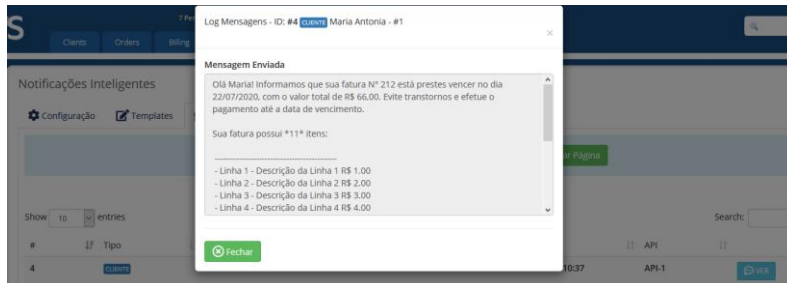 S
7 Pe
Clients Orders Billing
Log Mensagens - ID: #4 CLIENTE Maria Antonia - #1
×
Mensagem Enviada
Olá Maria! Informamos que sua fatura N° 212 está prestes vencer no dia
22/07/2020, com o valor total de R$ 66,00. Evite transtornos e efetue o
pagamento até a data de vencimento.
Sua fatura possui *11* itens:
--------------------------------------------
- Linha 1 - Descrição da Linha 1 R$ 1.00
- Linha 2 - Descrição da Linha 2 R$ 2.00
- Linha 3 - Descrição da Linha 3 R$ 3.00
- Linha 4 - Descrição da Linha 4 R$ 4.00
Fechar
Notificações Inteligentes
Configuração Templates
ar Página
Show 10 entries Search:
# Tipo API
4 CLIENTE 10:37 API-1 VER